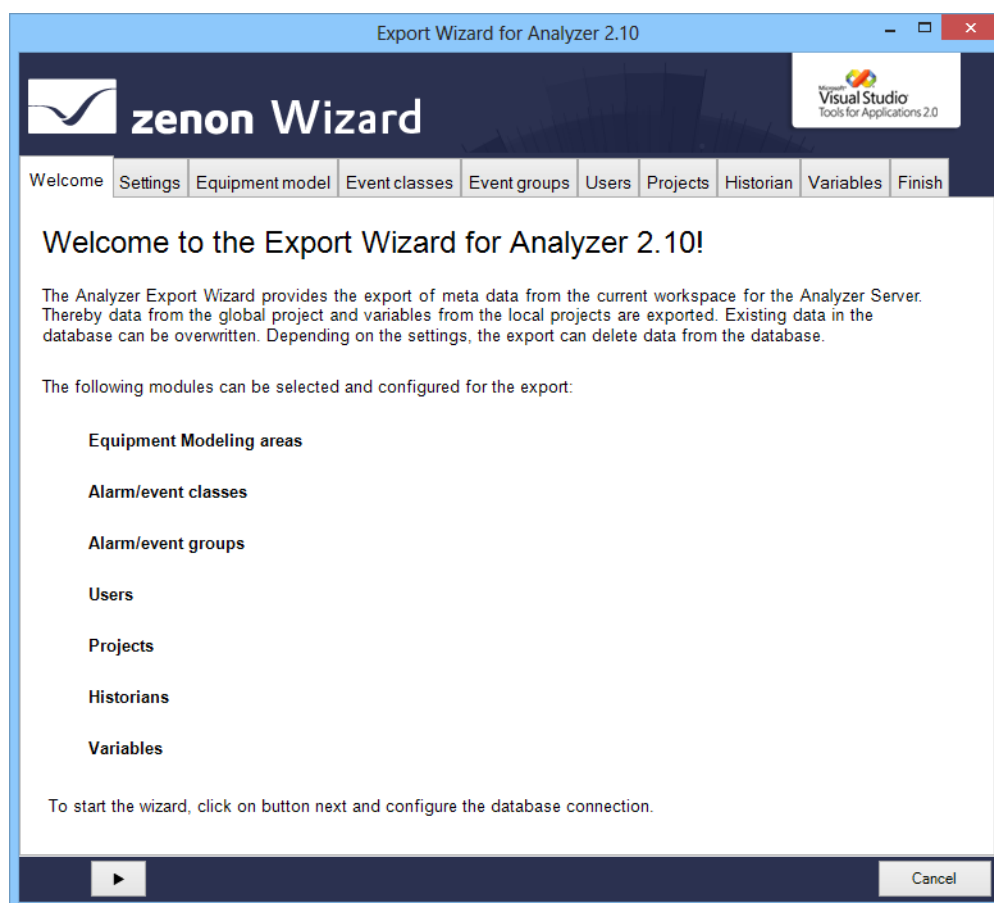 Export Wizard for Analyzer 2.10
zenon Wizard
Microsoft
Visual Studio
Tools for Applications 2.0
Welcome Settings Equipment model Event classes Event groups Users Projects Historian Variables Finish
Welcome to the Export Wizard for Analyzer 2.10!
The Analyzer Export Wizard provides the export of meta data from the current workspace for the Analyzer Server.
Thereby data from the global project and variables from the local projects are exported. Existing data in the
database can be overwritten. Depending on the settings, the export can delete data from the database.
The following modules can be selected and configured for the export:
Equipment Modeling areas
Alarm/event classes
Alarm/event groups
Users
Projects
Historians
Variables
To start the wizard, click on button next and configure the database connection.
Cancel